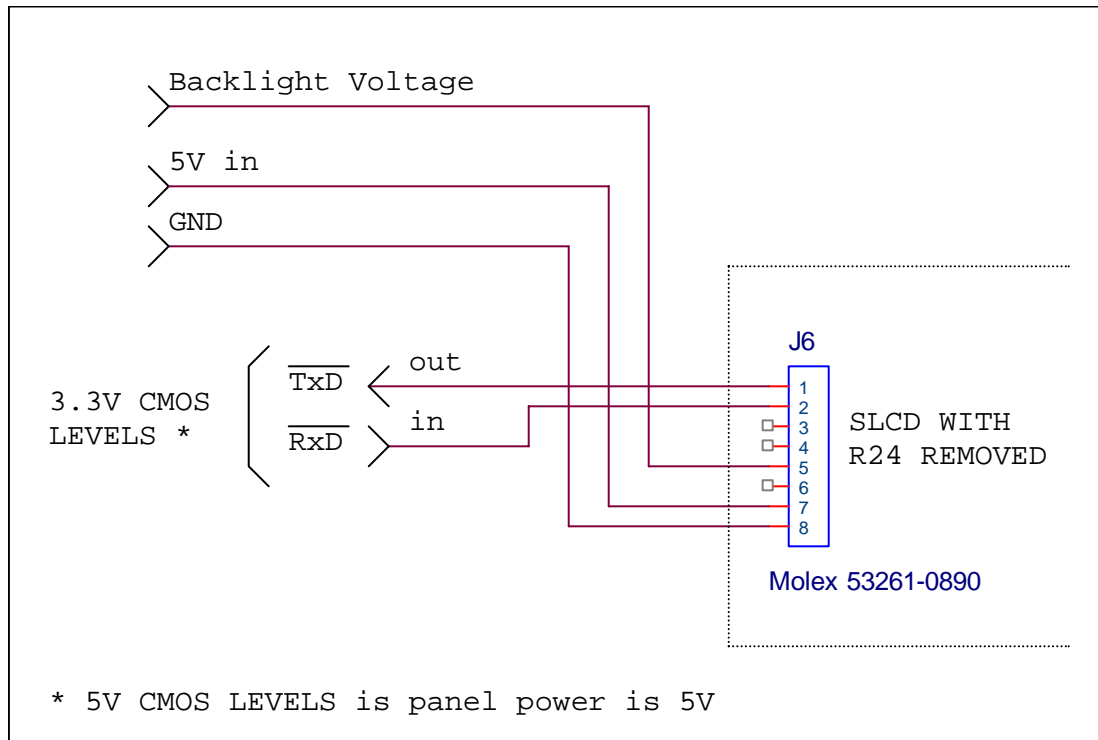 Backlight Voltage
5V in
GND
3.3V CMOS
LEVELS *
TxD
out
RxD
in
J6
1
2
3
4
5
6
7
8
SLCD WITH
R24 REMOVED
Molex 53261-0890
* 5V CMOS LEVELS is panel power is 5V